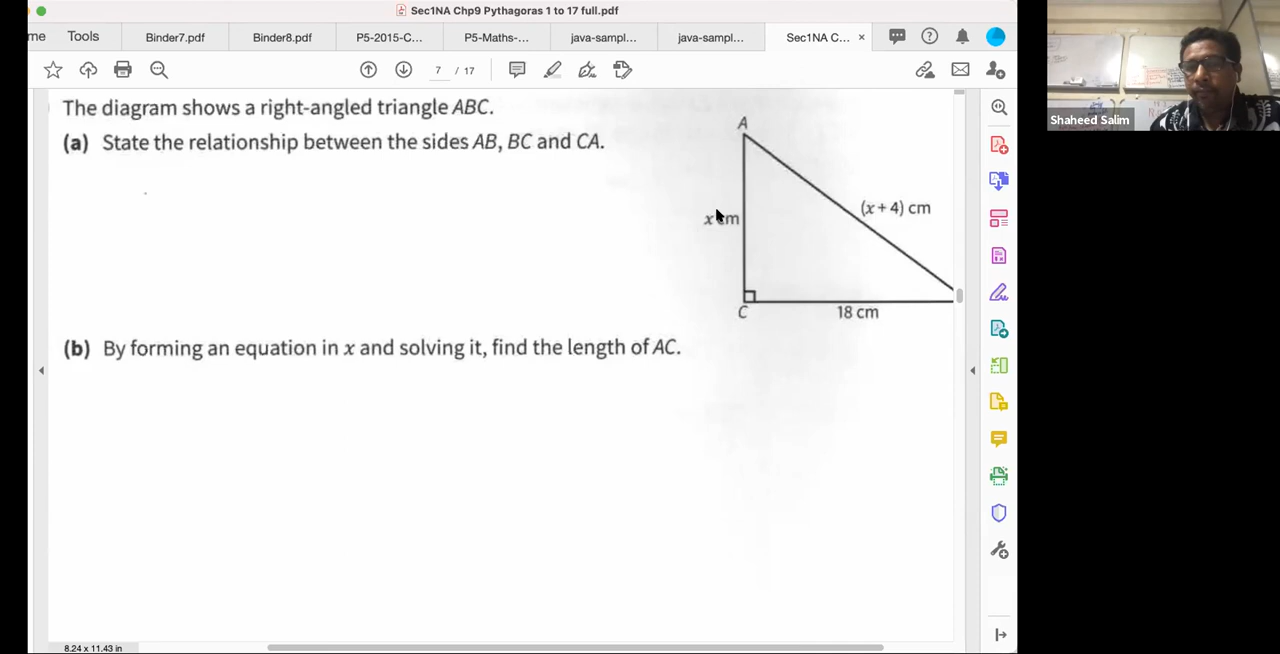 Sec1NA Chp9 Pythagoras 1 to 17 full.pdf
me Tools Binder7.pdf Binder8.pdf P5-2015-C... P5-Maths-... java-sampl... java-sampl... Sec1NA C... ×
7 / 17
Shaheed Salim
The diagram shows a right-angled triangle ABC.
(a) State the relationship between the sides AB, BC and CA.
A
x cm
(x + 4) cm
C
18 cm
(b) By forming an equation in x and solving it, find the length of AC.
8.24 x 11.43 in